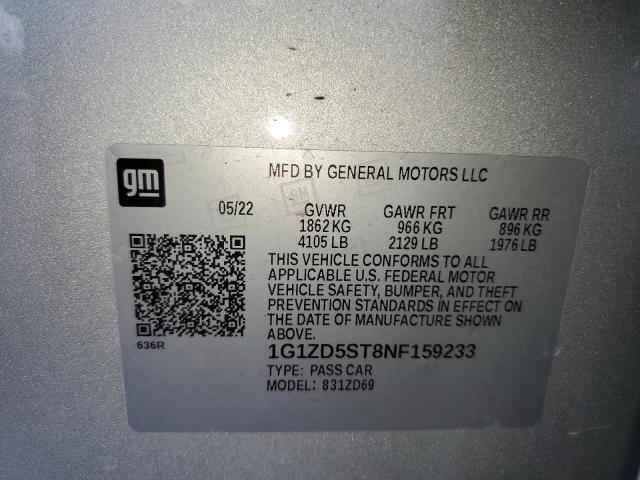 gm
MFD BY GENERAL MOTORS LLC
05/22 GVWR GAWR FRT GAWR RR
1862 KG 966 KG 896 KG
4105 LB 2129 LB 1976 LB
THIS VEHICLE CONFORMS TO ALL
APPLICABLE U.S. FEDERAL MOTOR
VEHICLE SAFETY, BUMPER, AND THEFT
PREVENTION STANDARDS IN EFFECT ON
THE DATE OF MANUFACTURE SHOWN
ABOVE.
636R
1G1ZD5ST8NF159233
TYPE: PASS CAR
MODEL: 831ZD69